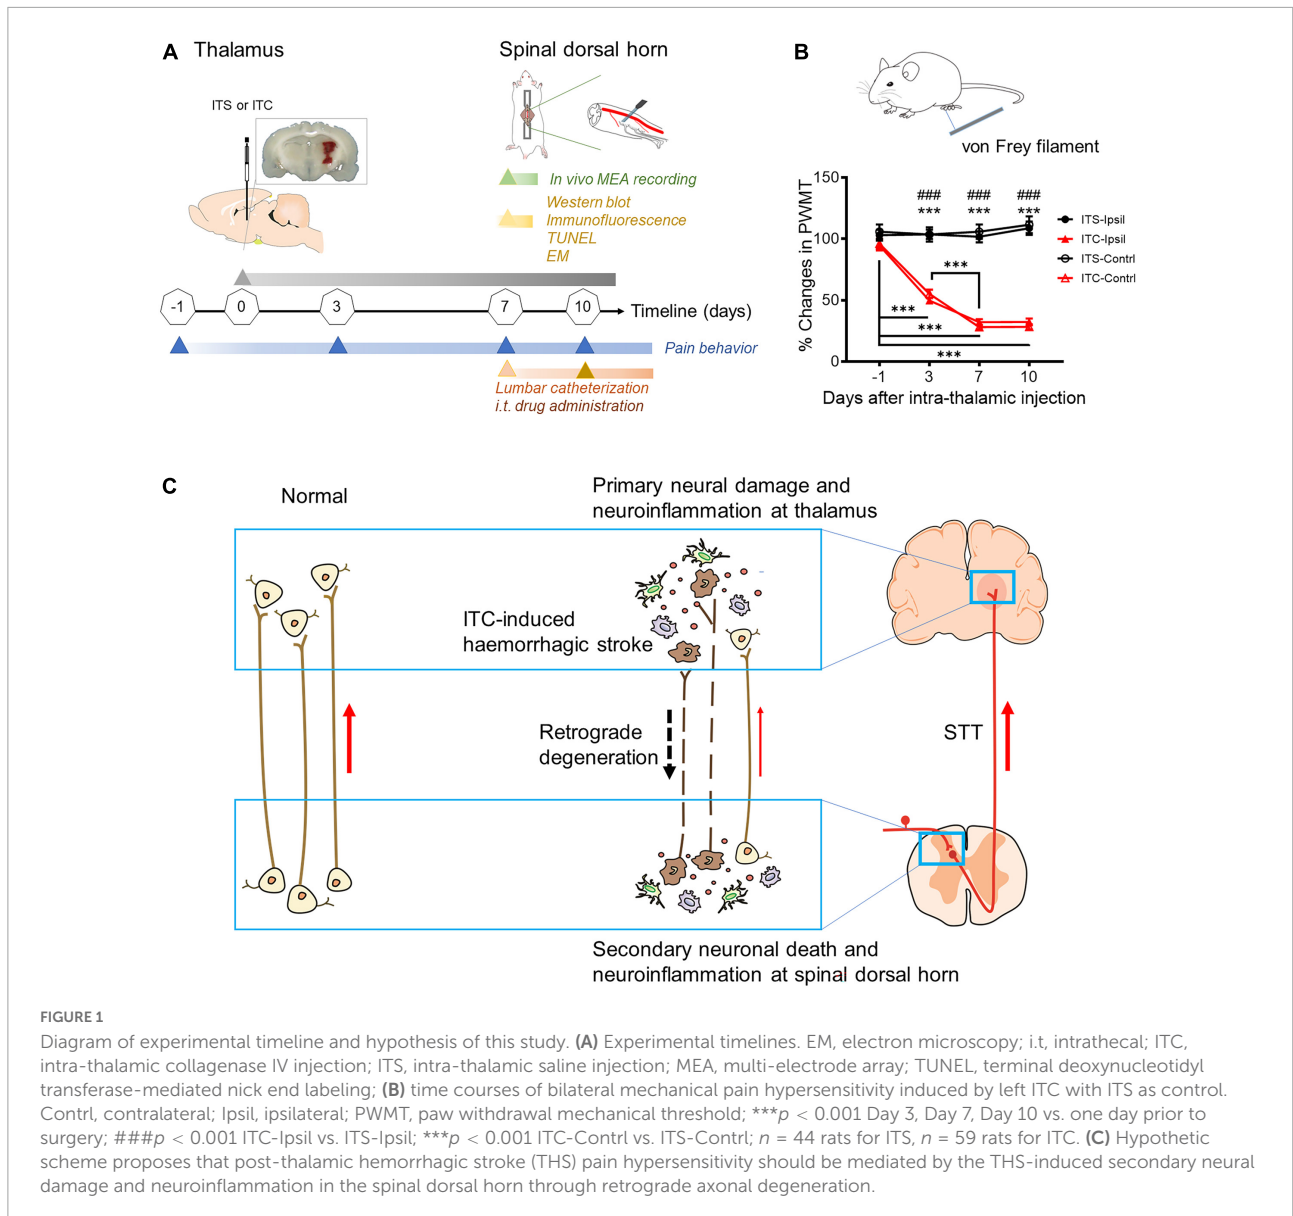 A
Thalamus
Spinal dorsal horn
ITS or ITC
In vivo MEA recording
Western blot
Immunofluorescence
TUNEL
EM
-1
0
3
7
10
Timeline (days)
Pain behavior
Lumbar catheterization
i.t. drug administration
B
von Frey filament
150
100
50
0
% Changes in PWMT
###
###
###
***
***
***
***
***
***
***
ITS-Ipsil
ITC-Ipsil
ITS-Contrl
ITC-Contrl
-1
3
7
10
Days after intra-thalamic injection
C
Normal
Primary neural damage and
neuroinflammation at thalamus
ITC-induced
haemorrhagic stroke
Retrograde
degeneration
STT
Secondary neuronal death and
neuroinflammation at spinal dorsal horn
FIGURE 1
Diagram of experimental timeline and hypothesis of this study. (A) Experimental timelines. EM, electron microscopy; i.t, intrathecal; ITC,
intra-thalamic collagenase IV injection; ITS, intra-thalamic saline injection; MEA, multi-electrode array; TUNEL, terminal deoxynucleotidyl
transferase-mediated nick end labeling; (B) time courses of bilateral mechanical pain hypersensitivity induced by left ITC with ITS as control.
Contrl, contralateral; Ipsil, ipsilateral; PWMT, paw withdrawal mechanical threshold; ***p < 0.001 Day 3, Day 7, Day 10 vs. one day prior to
surgery; ###p < 0.001 ITC-Ipsil vs. ITS-Ipsil; ***p < 0.001 ITC-Contrl vs. ITS-Contrl; n = 44 rats for ITS, n = 59 rats for ITC. (C) Hypothetic
scheme proposes that post-thalamic hemorrhagic stroke (THS) pain hypersensitivity should be mediated by the THS-induced secondary neural
damage and neuroinflammation in the spinal dorsal horn through retrograde axonal degeneration.